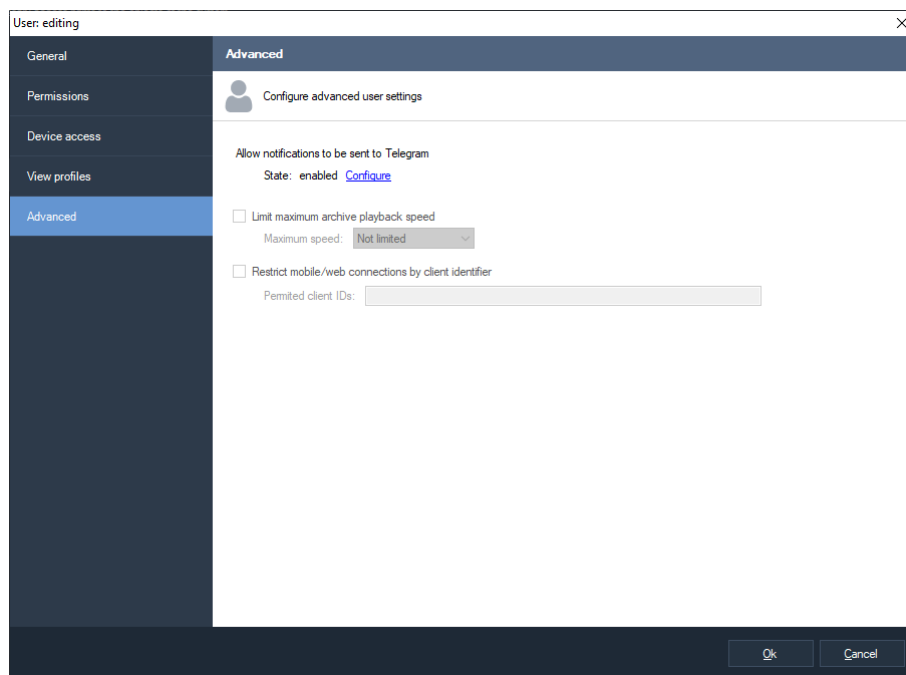 User: editing
General
Permissions
Device access
View profiles
Advanced
Advanced
Configure advanced user settings
Allow notifications to be sent to Telegram
State: enabled Configure
Limit maximum archive playback speed
Maximum speed: Not limited
Restrict mobile/web connections by client identifier
Permited client IDs:
Ok Cancel